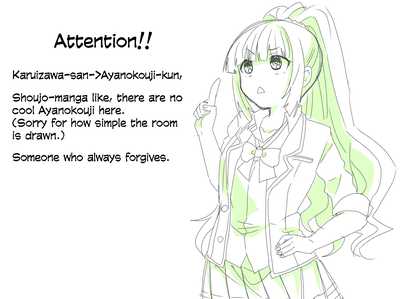 Attention!!
Karuizawa-san->Ayanokouji-kun,
Shoujo-manga like, there are no
cool Ayanokouji here.
(Sorry for how simple the room
is drawn.)
Someone who always forgives.